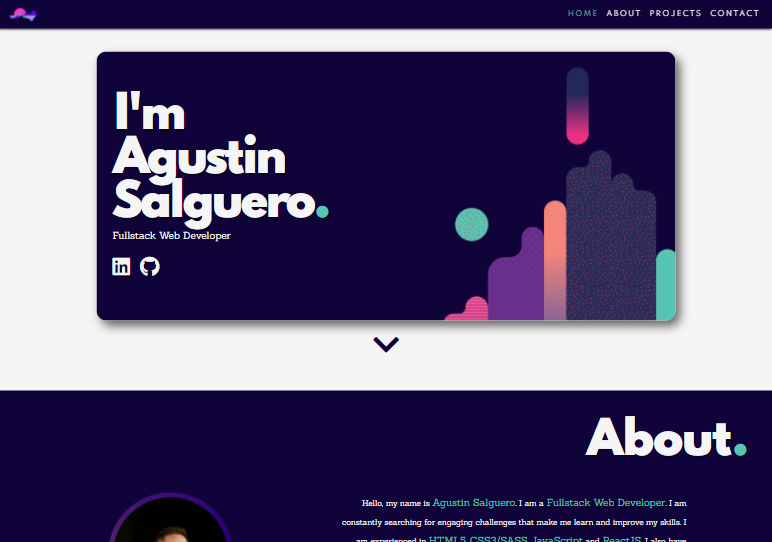 HOME ABOUT PROJECTS CONTACT
I'm
Agustin
Salguero.
Fullstack Web Developer
in
About.
Hello, my name is Agustin Salguero. I am a Fullstack Web Developer. I am
constantly searching for engaging challenges that make me learn and improve my skills. I
am experienced in HTML5, CSS3/SASS, JavaScript and ReactJS. I also have